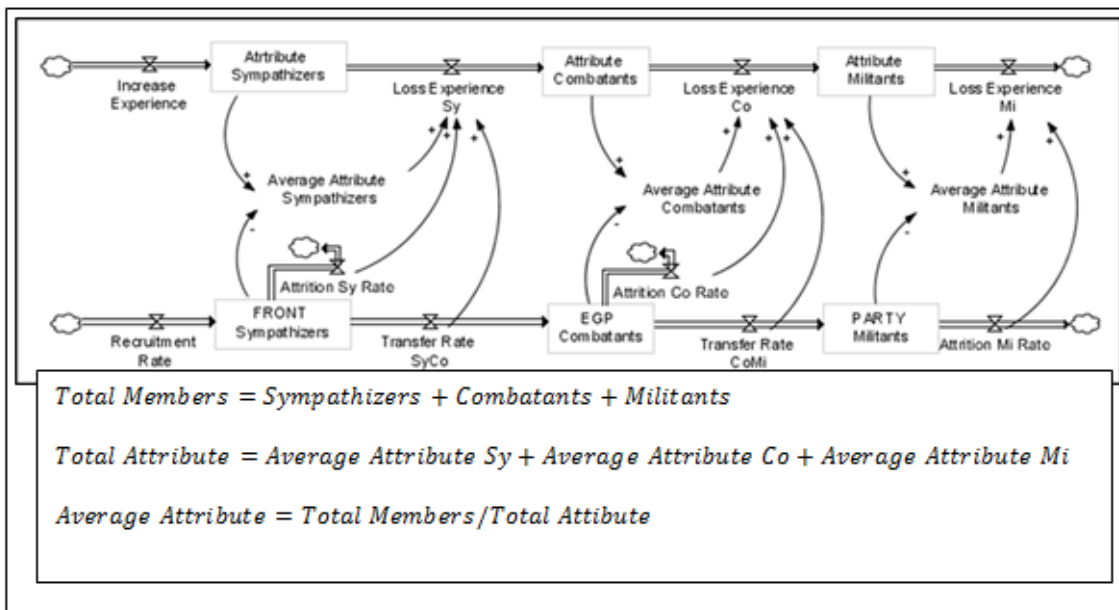 Atrtribute
Sympathizers
Attribute
Combatants
Attribute
Militants
Increase
Experience
Loss Experience
Sy
Loss Experience
Co
Loss Experience
Mi
+
+
+
+
+
+
+
+
+
Average Attribute
Sympathizers
+
Average Attribute
Combatants
+
Average Attribute
Militants
-
-
-
Attrition Sy Rate
Attrition Co Rate
FRONT
Sympathizers
EGP
Combatants
PARTY
Militants
Recruitment
Rate
Transfer Rate
SyCo
Transfer Rate
CoMi
Attrition Mi Rate
Total Members = Sympathizers + Combatants + Militants
Total Attribute = Average Attribute Sy + Average Attribute Co + Average Attribute Mi
Average Attribute = Total Members/Total Attibute